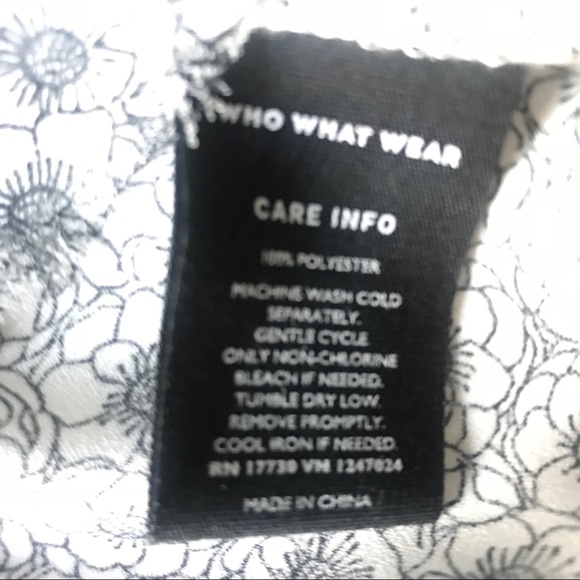 WHO WHAT WEAR
CARE INFO
100% POLYESTER
MACHINE WASH COLD
SEPARATELY.
GENTLE CYCLE
ONLY NON-CHLORINE
BLEACH IF NEEDED.
TUMBLE DRY LOW.
REMOVE PROMPTLY.
COOL IRON IF NEEDED.
RN 17730 VN 1247024
MADE IN CHINA